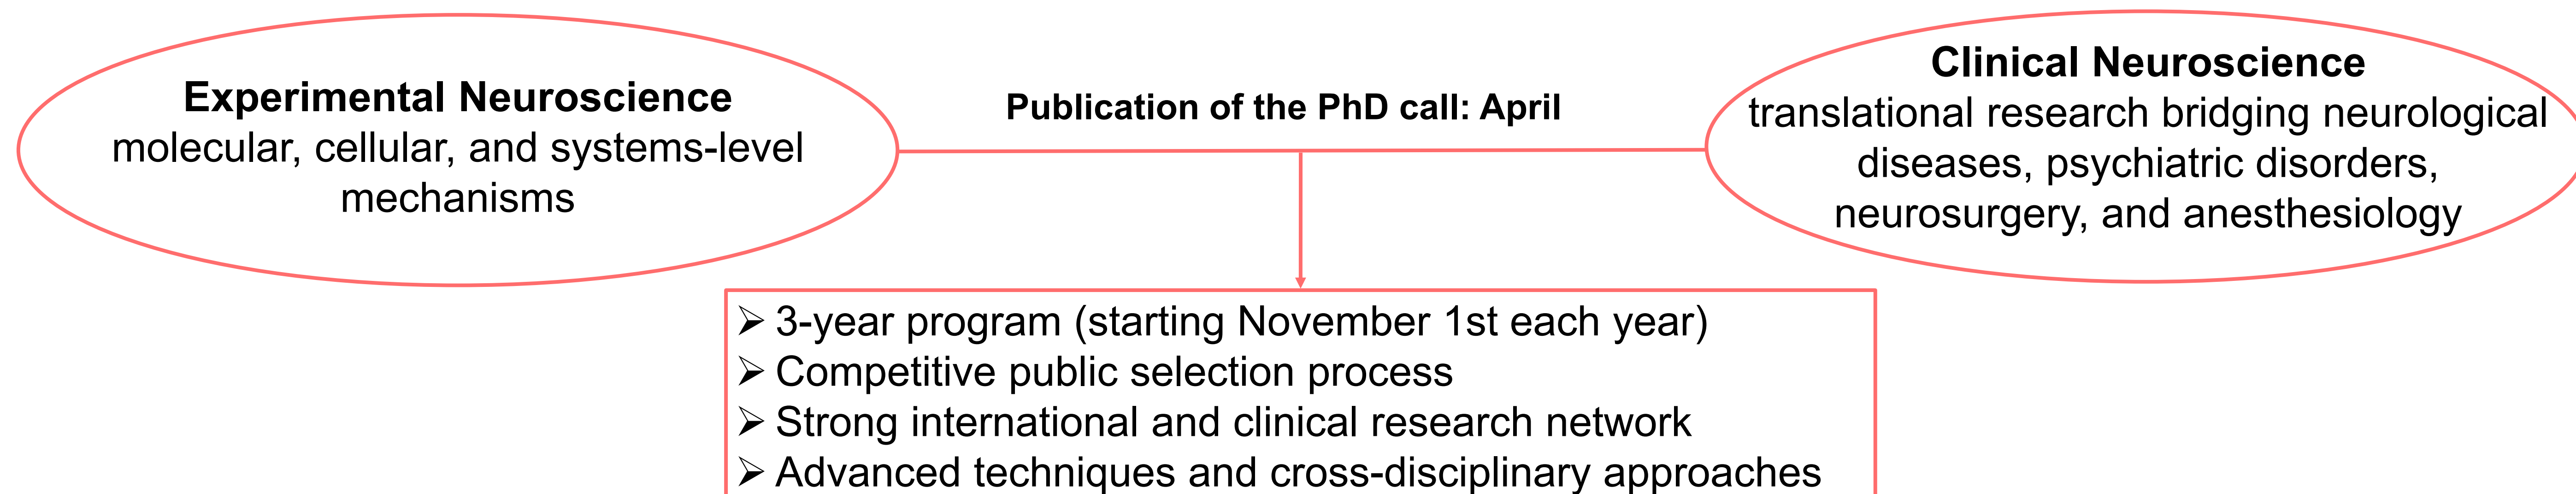 Experimental Neuroscience
molecular, cellular, and systems-level
mechanisms
Publication of the PhD call: April
Clinical Neuroscience
translational research bridging neurological
diseases, psychiatric disorders,
neurosurgery, and anesthesiology
➢ 3-year program (starting November 1st each year)
➢ Competitive public selection process
➢ Strong international and clinical research network
➢ Advanced techniques and cross-disciplinary approaches